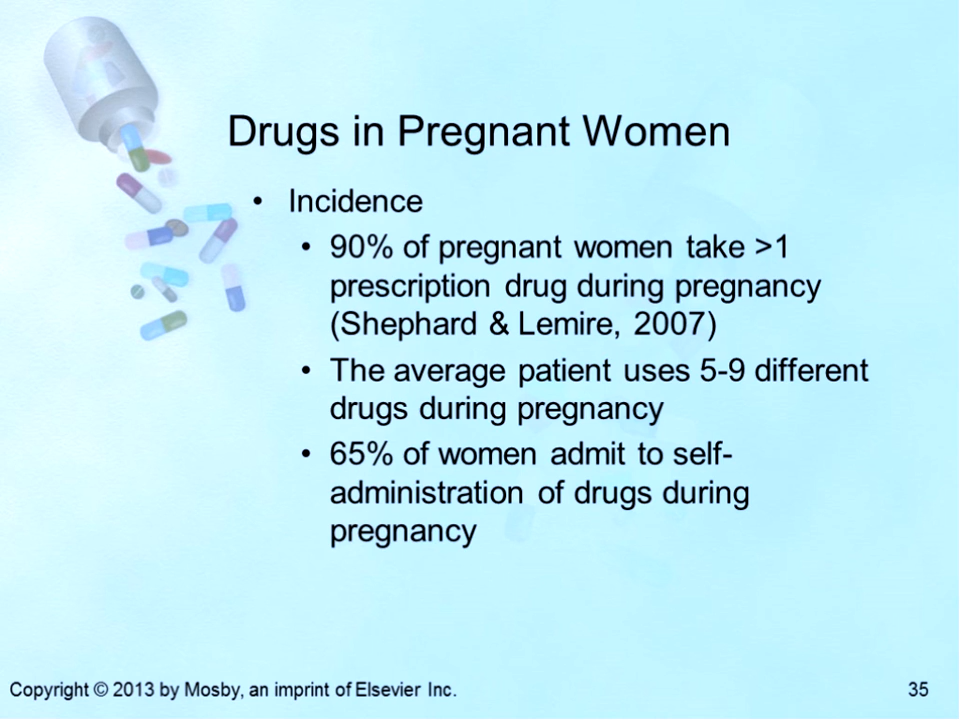 Drugs in Pregnant Women
• Incidence
• 90% of pregnant women take >1
prescription drug during pregnancy
(Shephard & Lemire, 2007)
• The average patient uses 5-9 different
drugs during pregnancy
• 65% of women admit to self-
administration of drugs during
pregnancy
Copyright © 2013 by Mosby, an imprint of Elsevier Inc. 35